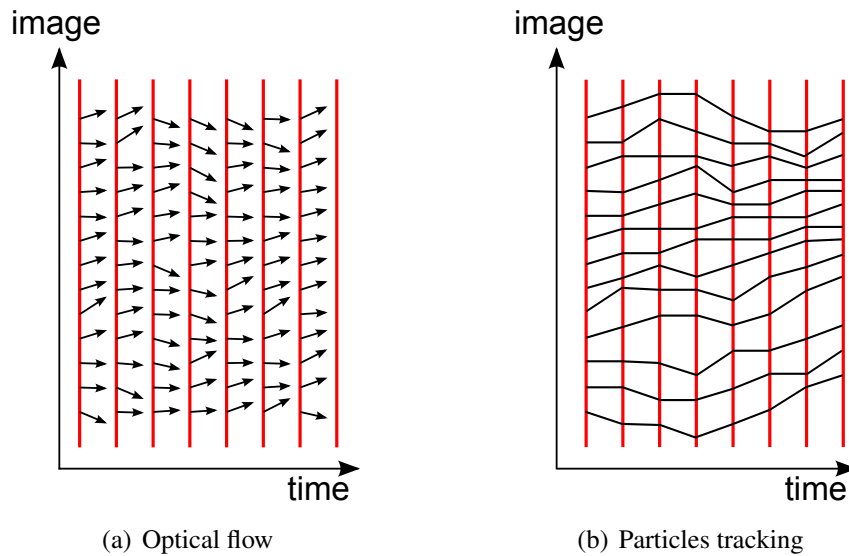 image
time
(a) Optical flow
image
time
(b) Particles tracking